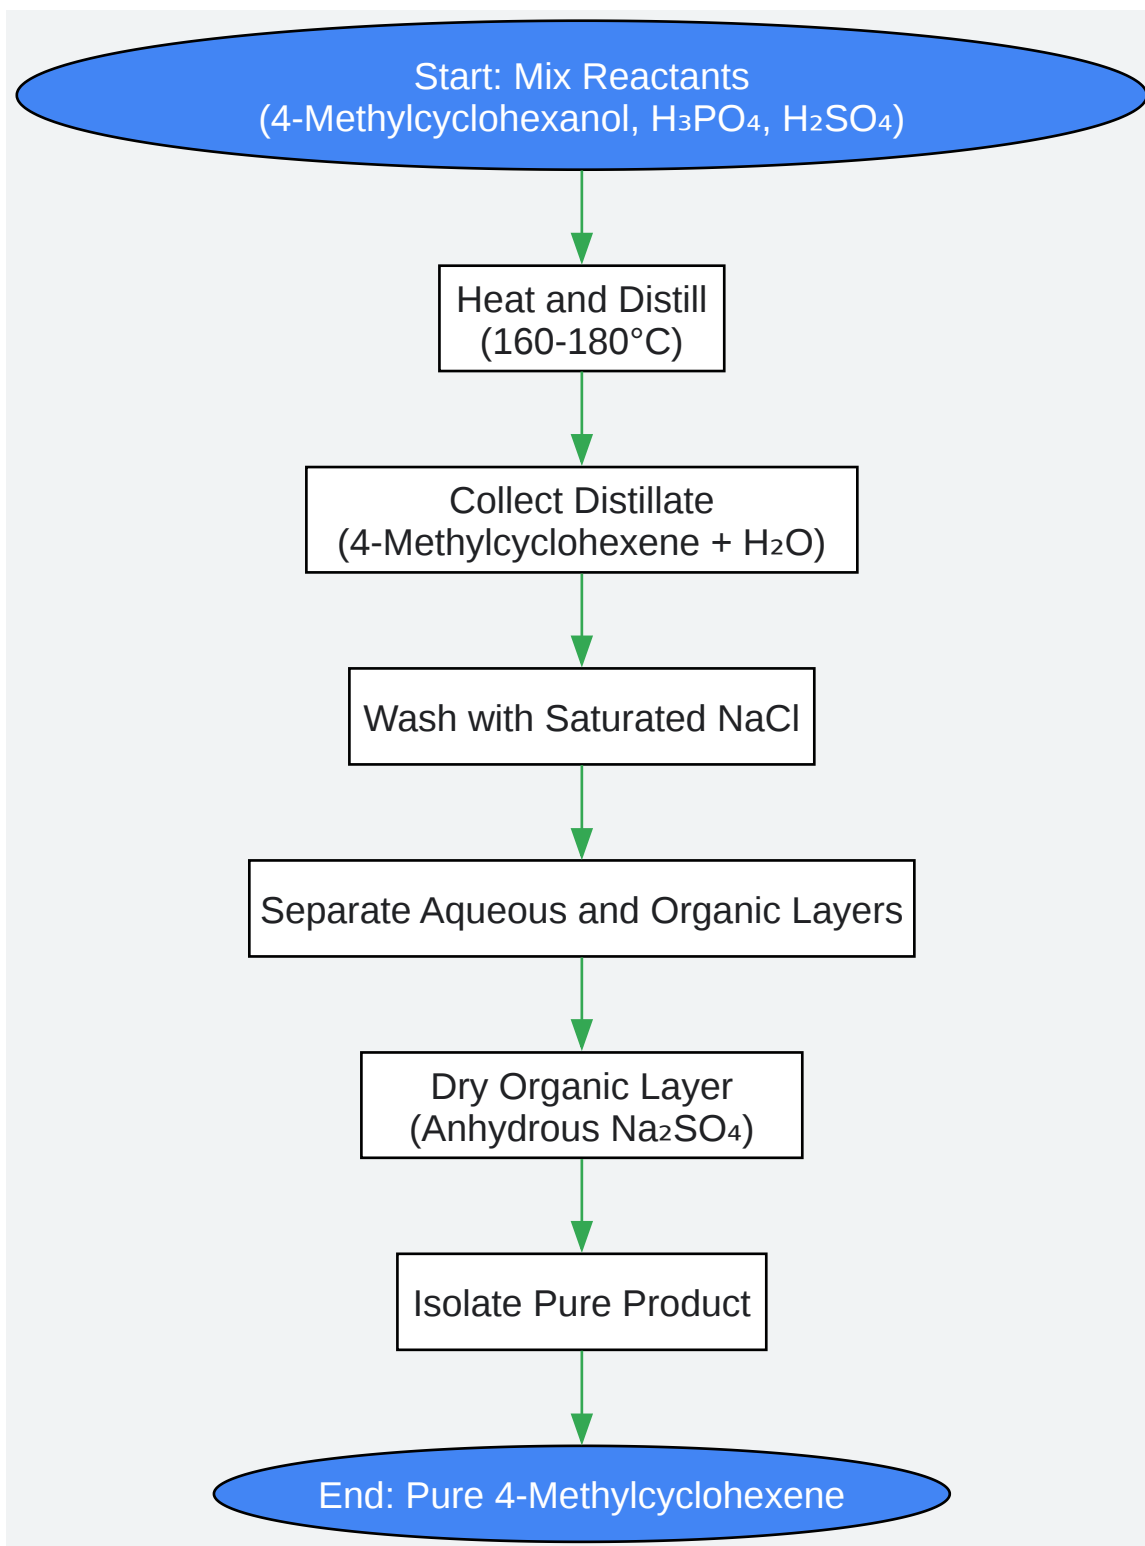 Start: Mix Reactants
(4-Methylcyclohexanol, H₃PO₄, H₂SO₄)
Heat and Distill
(160-180°C)
Collect Distillate
(4-Methylcyclohexene + H₂O)
Wash with Saturated NaCl
Separate Aqueous and Organic Layers
Dry Organic Layer
(Anhydrous Na₂SO₄)
Isolate Pure Product
End: Pure 4-Methylcyclohexene